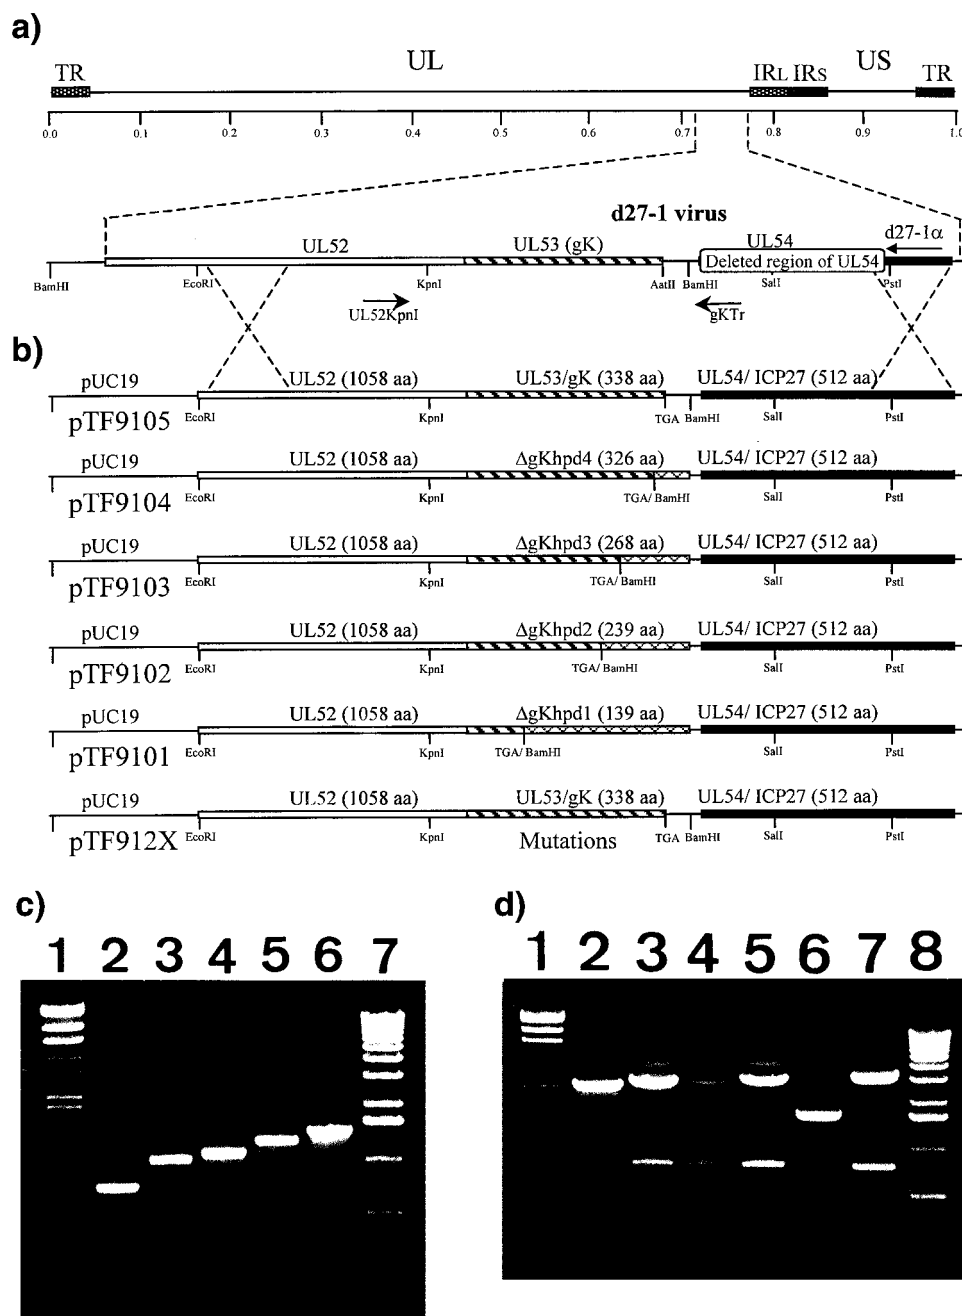 a)
UL
US
TR
IRL IRS
TR
0.0 0.1 0.2 0.3 0.4 0.5 0.6 0.7 0.8 0.9 1.0
d27-1 virus
UL52
UL53 (gK)
UL54
d27-1α
Deleted region of UL54
BamHI
EcoRI
KpnI
AatII
BamHI
SalI
PstI
UL52KpnI
gKTr
b)
pUC19
UL52 (1058 aa)
UL53/gK (338 aa)
UL54/ ICP27 (512 aa)
pTF9105
EcoRI
KpnI
TGA BamHI
SalI
PstI
pUC19
UL52 (1058 aa)
ΔgKhpd4 (326 aa)
UL54/ ICP27 (512 aa)
pTF9104
EcoRI
KpnI
TGA/ BamHI
SalI
PstI
pUC19
UL52 (1058 aa)
ΔgKhpd3 (268 aa)
UL54/ ICP27 (512 aa)
pTF9103
EcoRI
KpnI
TGA/ BamHI
SalI
PstI
pUC19
UL52 (1058 aa)
ΔgKhpd2 (239 aa)
UL54/ ICP27 (512 aa)
pTF9102
EcoRI
KpnI
TGA/ BamHI
SalI
PstI
pUC19
UL52 (1058 aa)
ΔgKhpd1 (139 aa)
UL54/ ICP27 (512 aa)
pTF9101
EcoRI
KpnI
TGA/ BamHI
SalI
PstI
pUC19
UL52 (1058 aa)
UL53/gK (338 aa)
UL54/ ICP27 (512 aa)
pTF912X
EcoRI
KpnI
Mutations
TGA BamHI
SalI
PstI
c)
1 2 3 4 5 6 7
d)
1 2 3 4 5 6 7 8